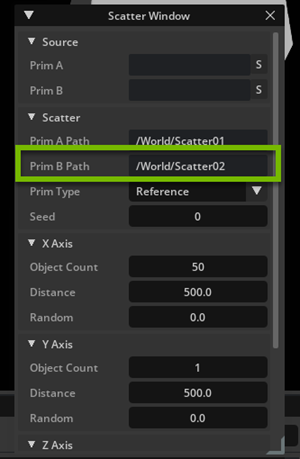 Scatter Window
Source
Prim A S
Prim B S
Scatter
Prim A Path /World/Scatter01
Prim B Path /World/Scatter02
Prim Type Reference
Seed 0
X Axis
Object Count 50
Distance 500.0
Random 0.0
Y Axis
Object Count 1
Distance 500.0
Random 0.0
Z Axis